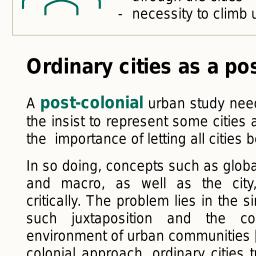 - necessity to climb u
Ordinary cities as a pos
A post-colonial urban study nee
the insist to represent some cities a
the importance of letting all cities b
In so doing, concepts such as globa
and macro, as well as the city,
critically. The problem lies in the si
such juxtaposition and the co
environment of urban communities
colonial approach, ordinary cities t